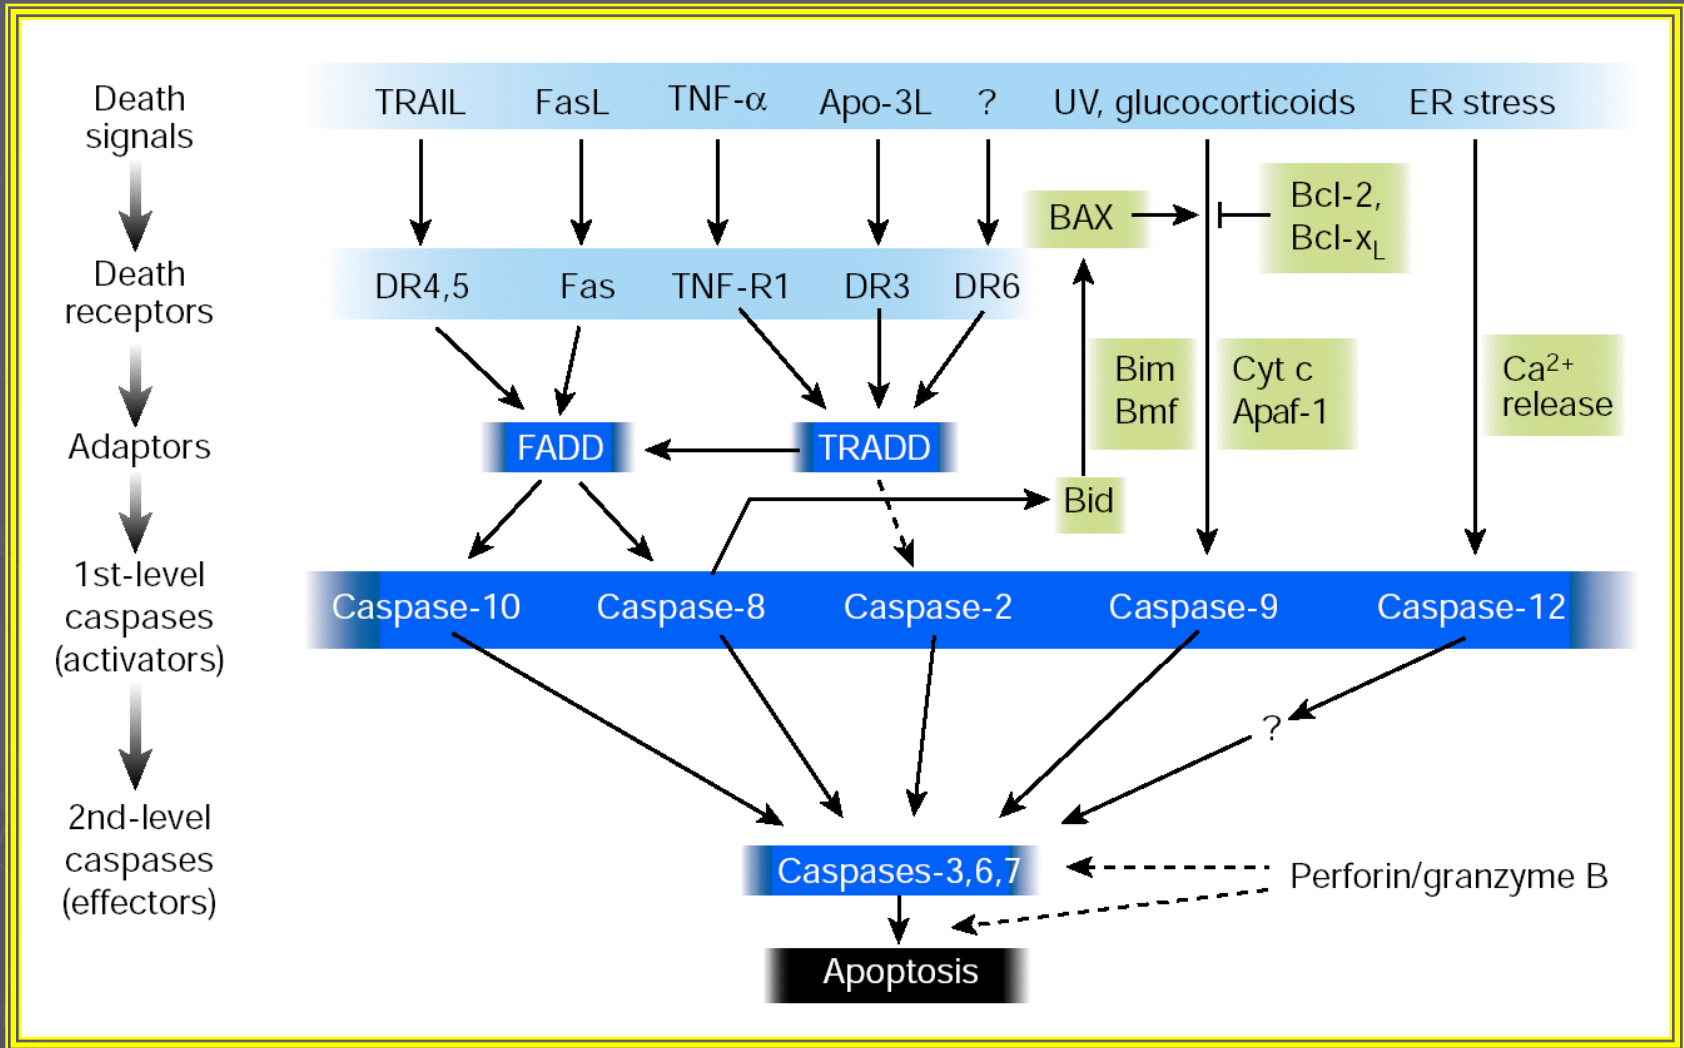 Death
signals
TRAIL FasL TNF-α Apo-3L ? UV, glucocorticoids ER stress
BAX
Bcl-2,
Bcl-xL
Death
receptors
DR4,5 Fas TNF-R1 DR3 DR6
Bim
Bmf
Cyt c
Apaf-1
Ca²⁺
release
Adaptors
FADD TRADD
Bid
1st-level
caspases
(activators)
Caspase-10 Caspase-8 Caspase-2 Caspase-9 Caspase-12
?
2nd-level
caspases
(effectors)
Caspases-3,6,7
Perforin/granzyme B
Apoptosis